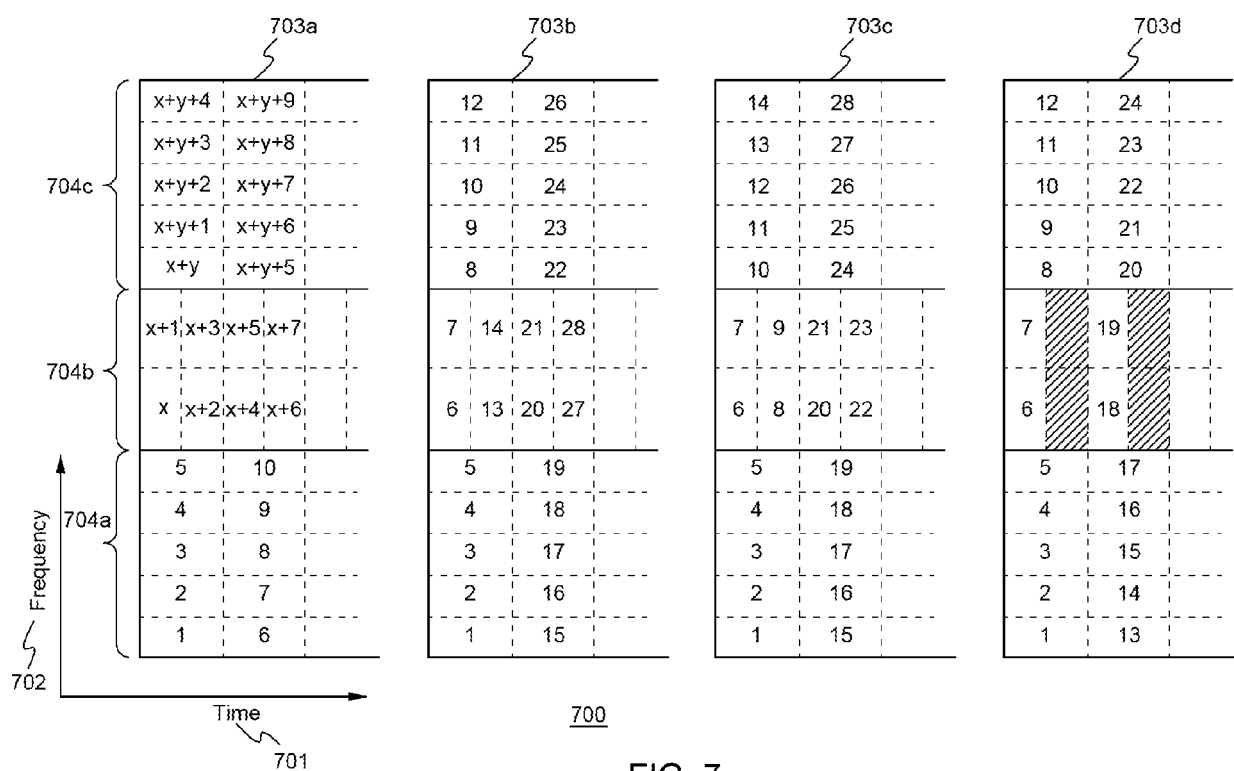 703a 703b 703c 703d
x+y+4 x+y+9 12 26 14 28 12 24
x+y+3 x+y+8 11 25 13 27 11 23
704c x+y+2 x+y+7 10 24 12 26 10 22
x+y+1 x+y+6 9 23 11 25 9 21
x+y x+y+5 8 22 10 24 8 20
x+1 x+3 x+5 x+7 7 14 21 28 7 9 21 23 7 19
704b
x x+2 x+4 x+6 6 13 20 27 6 8 20 22 6 18
5 10 5 19 5 19 5 17
704a 4 9 4 18 4 18 4 16
3 8 3 17 3 17 3 15
2 7 2 16 2 16 2 14
1 6 1 15 1 15 1 13
Frequency
702
Time
701
700
FIG. 7